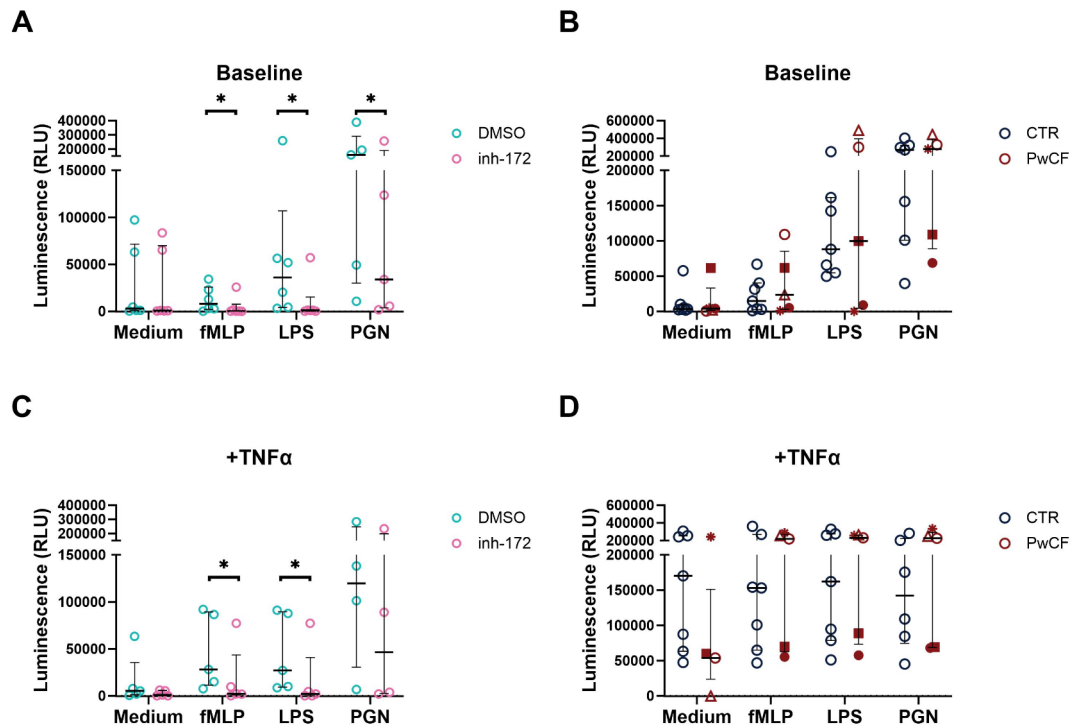 A
Baseline
Luminescence (RLU)
400000
300000
200000
150000
100000
50000
0
Medium fMLP LPS PGN
* * *
DMSO
inh-172
B
Baseline
Luminescence (RLU)
600000
400000
200000
200000
150000
100000
50000
0
Medium fMLP LPS PGN
CTR
PwCF
C
+TNFα
Luminescence (RLU)
400000
300000
200000
150000
100000
50000
0
Medium fMLP LPS PGN
* *
DMSO
inh-172
D
+TNFα
Luminescence (RLU)
800000
600000
400000
200000
200000
150000
100000
50000
0
Medium fMLP LPS PGN
CTR
PwCF